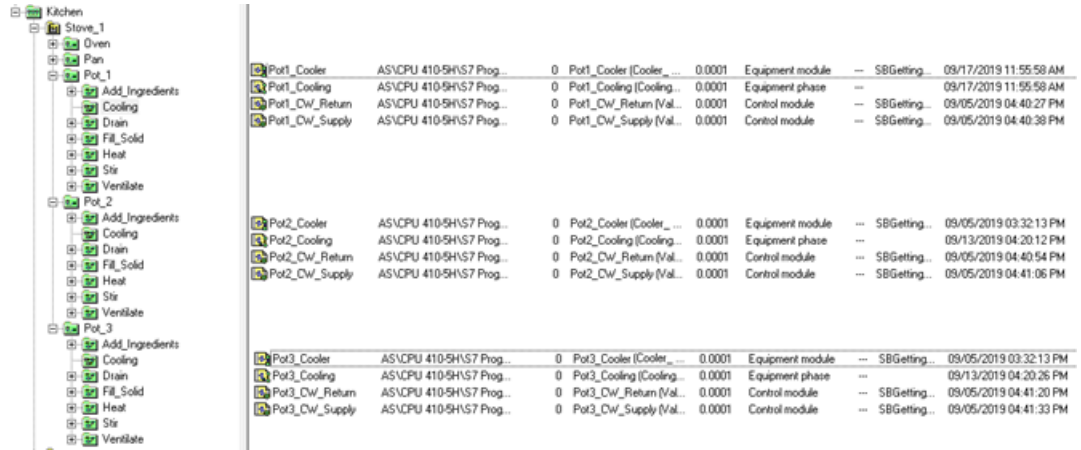 Kitchen
Stove_1
Oven
Pan
Pot_1
Add_Ingredients
Cooling
Drain
Fill_Solid
Heat
Stir
Ventilate
Pot_2
Add_Ingredients
Cooling
Drain
Fill_Solid
Heat
Stir
Ventilate
Pot_3
Add_Ingredients
Cooling
Drain
Fill_Solid
Heat
Stir
Ventilate
Pot1_Cooler AS\CPU 410-5H\S7 Prog... 0 Pot1_Cooler (Cooler_ ... 0.0001 Equipment module --- SBGetting... 09/17/2019 11:55:58 AM
Pot1_Cooling AS\CPU 410-5H\S7 Prog... 0 Pot1_Cooling (Cooling... 0.0001 Equipment phase --- 09/17/2019 11:55:58 AM
Pot1_CW_Return AS\CPU 410-5H\S7 Prog... 0 Pot1_CW_Return (Val... 0.0001 Control module --- SBGetting... 09/05/2019 04:40:27 PM
Pot1_CW_Supply AS\CPU 410-5H\S7 Prog... 0 Pot1_CW_Supply (Val... 0.0001 Control module --- SBGetting... 09/05/2019 04:40:38 PM
Pot2_Cooler AS\CPU 410-5H\S7 Prog... 0 Pot2_Cooler (Cooler_ ... 0.0001 Equipment module --- SBGetting... 09/05/2019 03:32:13 PM
Pot2_Cooling AS\CPU 410-5H\S7 Prog... 0 Pot2_Cooling (Cooling... 0.0001 Equipment phase --- 09/13/2019 04:20:12 PM
Pot2_CW_Return AS\CPU 410-5H\S7 Prog... 0 Pot2_CW_Return (Val... 0.0001 Control module --- SBGetting... 09/05/2019 04:40:54 PM
Pot2_CW_Supply AS\CPU 410-5H\S7 Prog... 0 Pot2_CW_Supply (Val... 0.0001 Control module --- SBGetting... 09/05/2019 04:41:06 PM
Pot3_Cooler AS\CPU 410-5H\S7 Prog... 0 Pot3_Cooler (Cooler_ ... 0.0001 Equipment module --- SBGetting... 09/05/2019 03:32:13 PM
Pot3_Cooling AS\CPU 410-5H\S7 Prog... 0 Pot3_Cooling (Cooling... 0.0001 Equipment phase --- 09/13/2019 04:20:26 PM
Pot3_CW_Return AS\CPU 410-5H\S7 Prog... 0 Pot3_CW_Return (Val... 0.0001 Control module --- SBGetting... 09/05/2019 04:41:20 PM
Pot3_CW_Supply AS\CPU 410-5H\S7 Prog... 0 Pot3_CW_Supply (Val... 0.0001 Control module --- SBGetting... 09/05/2019 04:41:33 PM